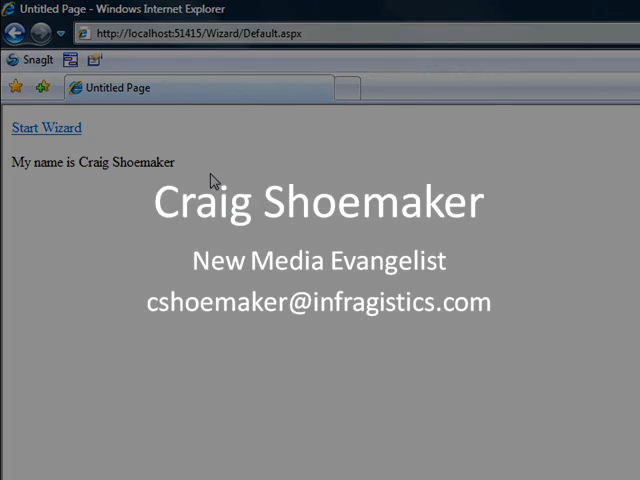 Untitled Page - Windows Internet Explorer
http://localhost:51415/Wizard/Default.aspx
SnagIt
Untitled Page
Start Wizard
My name is Craig Shoemaker
Craig Shoemaker
New Media Evangelist
cshoemaker@infragistics.com